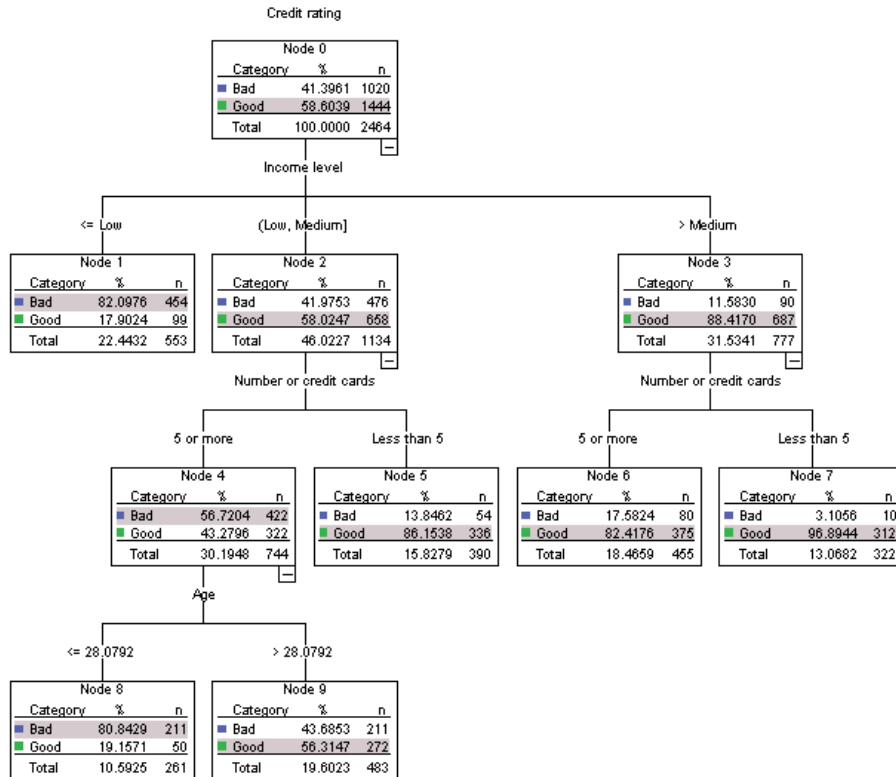 Credit rating
Node 0
Category % n
Bad 41.3961 1020
Good 58.6039 1444
Total 100.0000 2464
Income level
<= Low
(Low, Medium]
> Medium
Node 1
Category % n
Bad 82.0976 454
Good 17.9024 99
Total 22.4432 553
Node 2
Category % n
Bad 41.9753 476
Good 58.0247 658
Total 46.0227 1134
Node 3
Category % n
Bad 11.5830 90
Good 88.4170 687
Total 31.5341 777
Number or credit cards
Number or credit cards
5 or more
Less than 5
5 or more
Less than 5
Node 4
Category % n
Bad 56.7204 422
Good 43.2796 322
Total 30.1948 744
Node 5
Category % n
Bad 13.8462 54
Good 86.1538 336
Total 15.8279 390
Node 6
Category % n
Bad 17.5824 80
Good 82.4176 375
Total 18.4659 455
Node 7
Category % n
Bad 3.1056 10
Good 96.8944 312
Total 13.0682 322
Age
<= 28.0792
> 28.0792
Node 8
Category % n
Bad 80.8429 211
Good 19.1571 50
Total 10.5925 261
Node 9
Category % n
Bad 43.6853 211
Good 56.3147 272
Total 19.6023 483